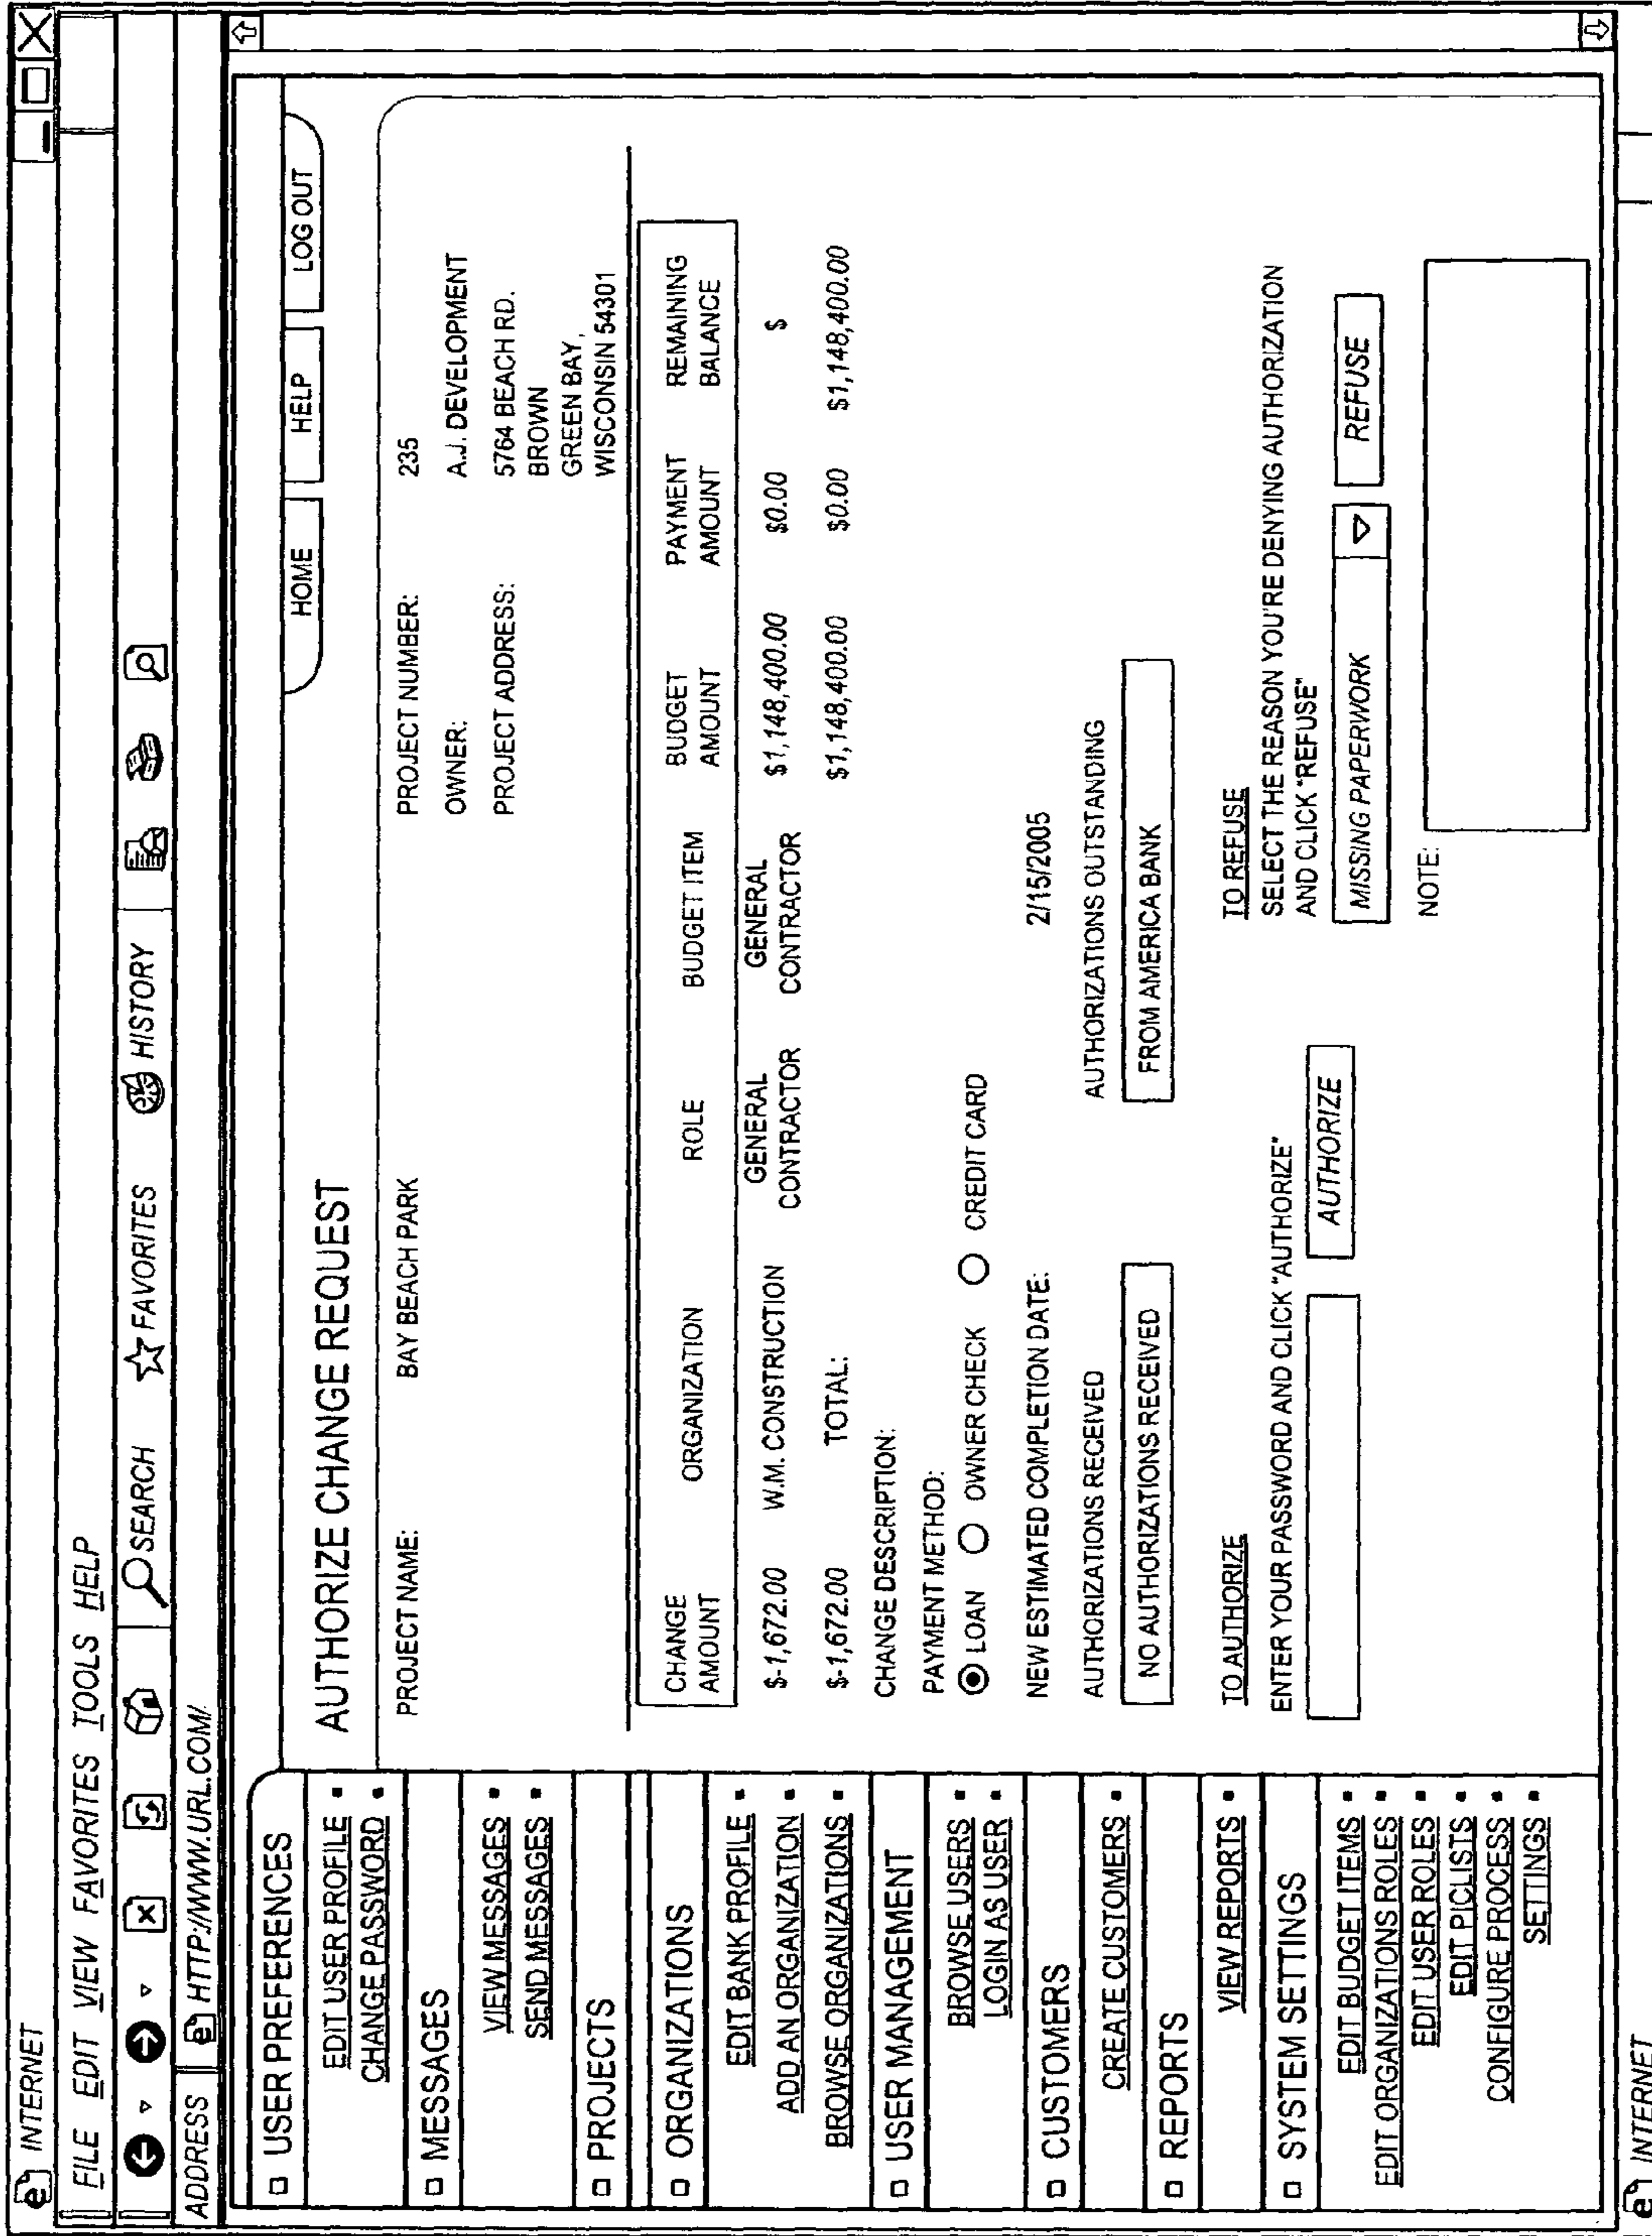 INTERNET
FILE EDIT VIEW FAVORITES TOOLS HELP
SEARCH FAVORITES HISTORY
ADDRESS HTTP://WWW.URL.COM/
HOME HELP LOG OUT
USER PREFERENCES
EDIT USER PROFILE
CHANGE PASSWORD
MESSAGES
VIEW MESSAGES
SEND MESSAGES
PROJECTS
ORGANIZATIONS
EDIT BANK PROFILE
ADD AN ORGANIZATION
BROWSE ORGANIZATIONS
USER MANAGEMENT
BROWSE USERS
LOGIN AS USER
CUSTOMERS
CREATE CUSTOMERS
REPORTS
VIEW REPORTS
SYSTEM SETTINGS
EDIT BUDGET ITEMS
EDIT ORGANIZATIONS ROLES
EDIT USER ROLES
EDIT PICLISTS
CONFIGURE PROCESS
SETTINGS
AUTHORIZE CHANGE REQUEST
PROJECT NAME: BAY BEACH PARK PROJECT NUMBER: 235
OWNER: A.J. DEVELOPMENT
PROJECT ADDRESS: 5764 BEACH RD.
BROWN
GREEN BAY,
WISCONSIN 54301
CHANGE ORGANIZATION ROLE BUDGET ITEM BUDGET PAYMENT REMAINING
AMOUNT AMOUNT AMOUNT BALANCE
GENERAL GENERAL
$-1,672.00 W.M. CONSTRUCTION CONTRACTOR CONTRACTOR $1,148,400.00 $0.00 $
$-1,672.00 TOTAL: $1,148,400.00 $0.00 $1,148,400.00
CHANGE DESCRIPTION:
PAYMENT METHOD:
LOAN OWNER CHECK CREDIT CARD
NEW ESTIMATED COMPLETION DATE: 2/15/2005
AUTHORIZATIONS RECEIVED AUTHORIZATIONS OUTSTANDING
NO AUTHORIZATIONS RECEIVED FROM AMERICA BANK
TO AUTHORIZE TO REFUSE
ENTER YOUR PASSWORD AND CLICK "AUTHORIZE" SELECT THE REASON YOU'RE DENYING AUTHORIZATION
AND CLICK "REFUSE"
AUTHORIZE MISSING PAPERWORK REFUSE
NOTE:
INTERNET